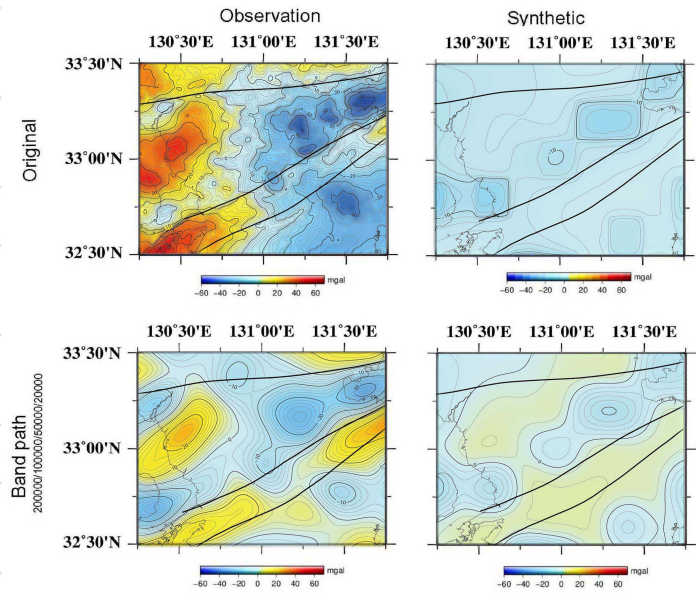 Observation
Synthetic
130°30'E 131°00'E 131°30'E
130°30'E 131°00'E 131°30'E
33°30'N
33°00'N
32°30'N
Original
mgal
-60 -40 -20 0 20 40 60
mgal
-60 -40 -20 0 20 40 60
130°30'E 131°00'E 131°30'E
130°30'E 131°00'E 131°30'E
33°30'N
33°00'N
32°30'N
Band path
200000/100000/60000/20000
mgal
-60 -40 -20 0 20 40 60
mgal
-60 -40 -20 0 20 40 60